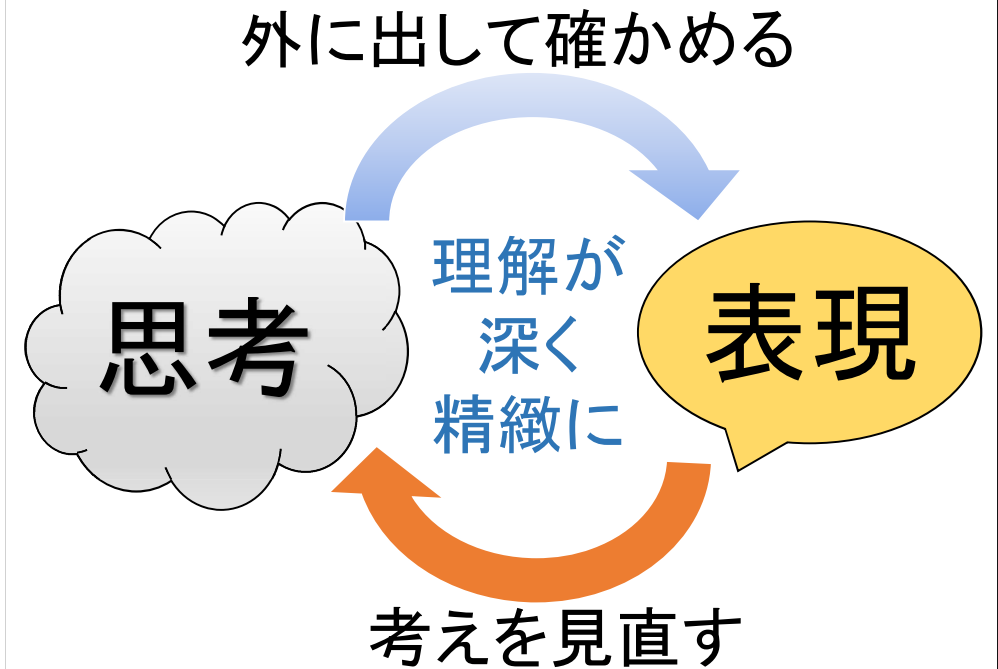 外に出して確かめる
思考
理解が
深く
精緻に
表現
考えを見直す